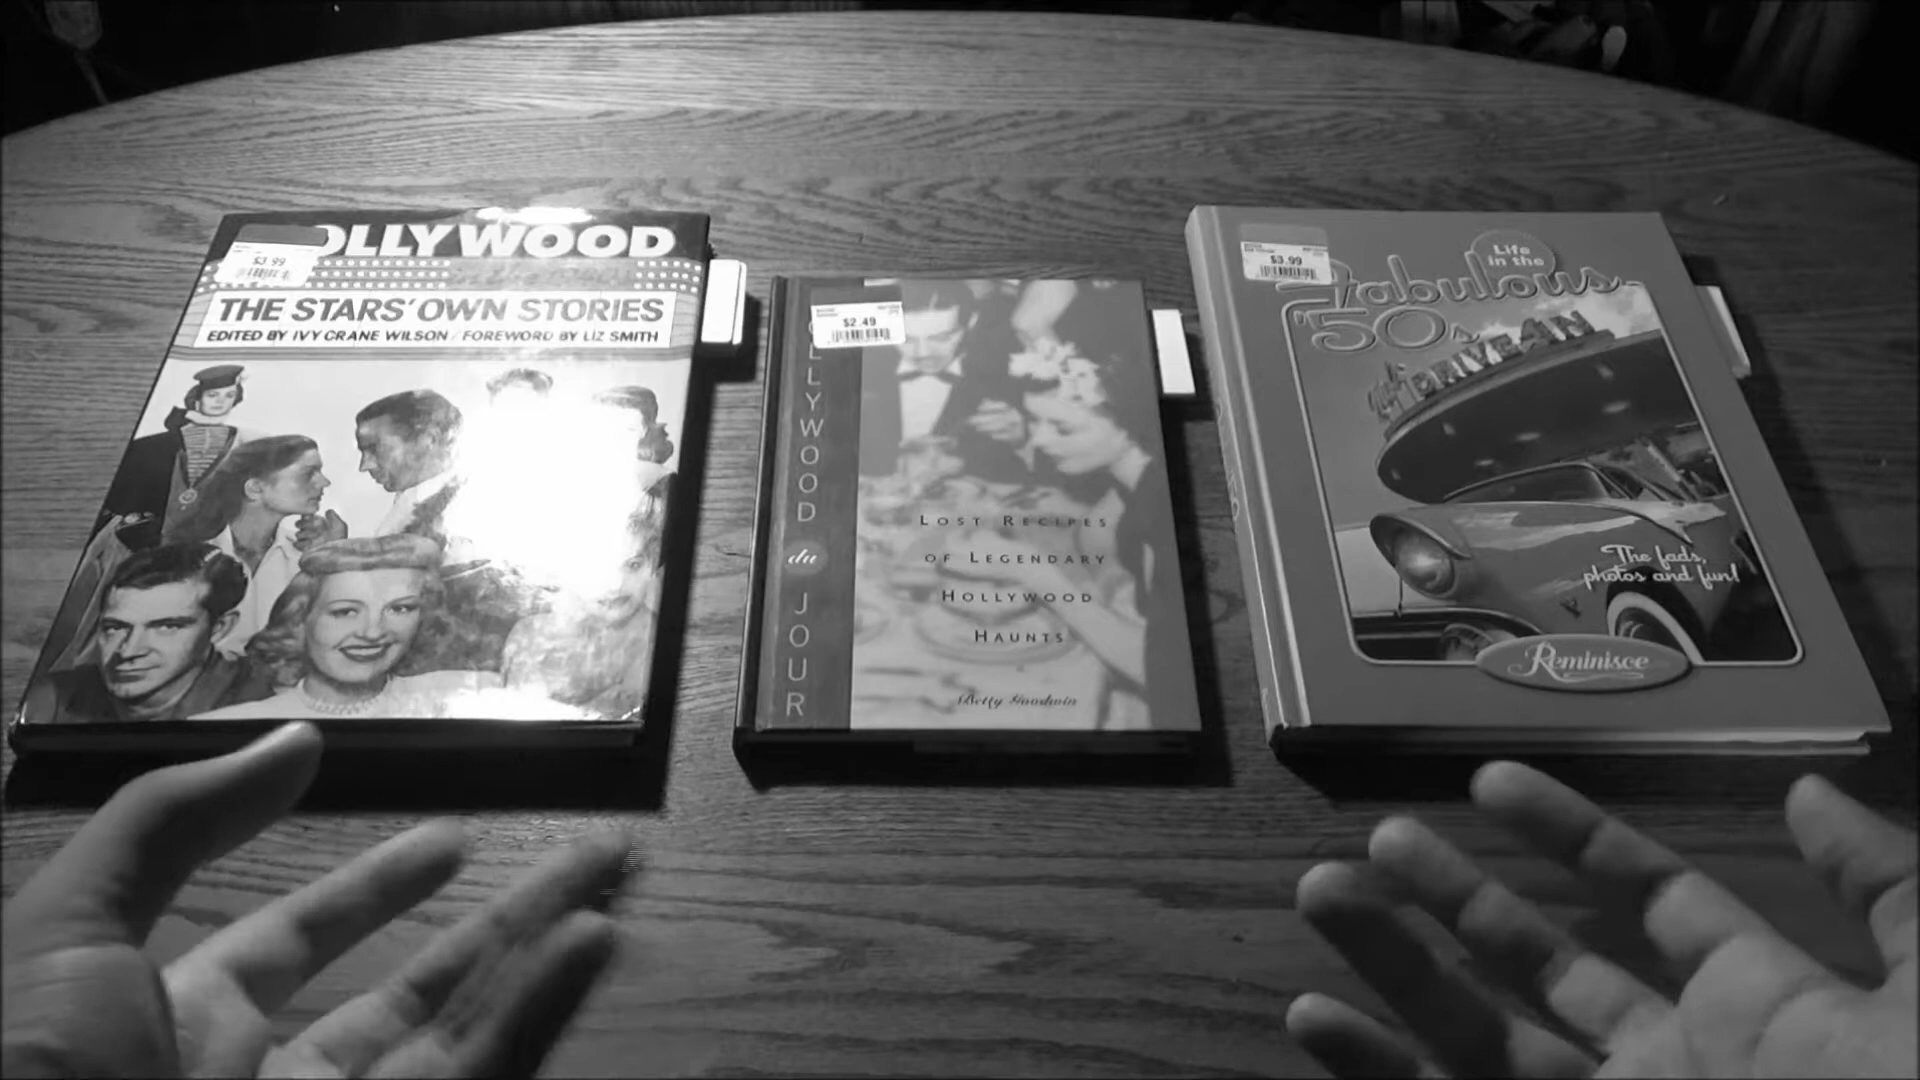 OLLYWOOD
$3.99
THE STARS' OWN STORIES
EDITED BY IVY CRANE WILSON / FOREWORD BY LIZ SMITH
$2.49
LLYWOOD
du
JOUR
LOST RECIPES
OF LEGENDARY
HOLLYWOOD
HAUNTS
Betty Goodwin
$3.99
Life
in the
Fabulous
'50s
DRIVE-IN
The fads,
photos and fun!
Reminisce